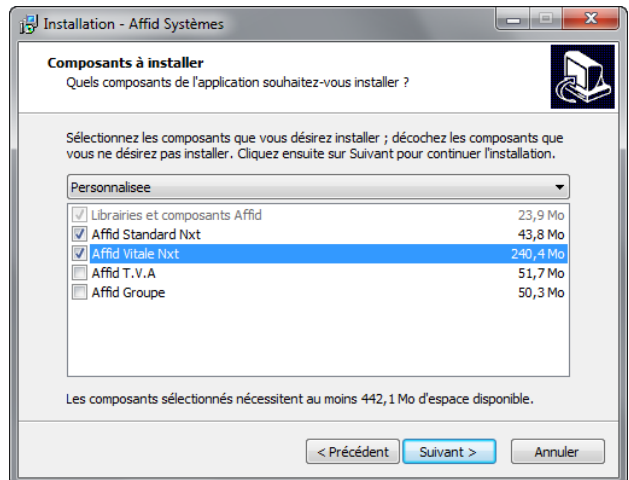 Installation - Affid Systèmes
Composants à installer
Quels composants de l'application souhaitez-vous installer ?
Sélectionnez les composants que vous désirez installer ; décochez les composants que
vous ne désirez pas installer. Cliquez ensuite sur Suivant pour continuer l'installation.
Personnalisee
Librairies et composants Affid 23,9 Mo
Affid Standard Nxt 43,8 Mo
Affid Vitale Nxt 240,4 Mo
Affid T.V.A 51,7 Mo
Affid Groupe 50,3 Mo
Les composants sélectionnés nécessitent au moins 442,1 Mo d'espace disponible.
< Précédent Suivant > Annuler